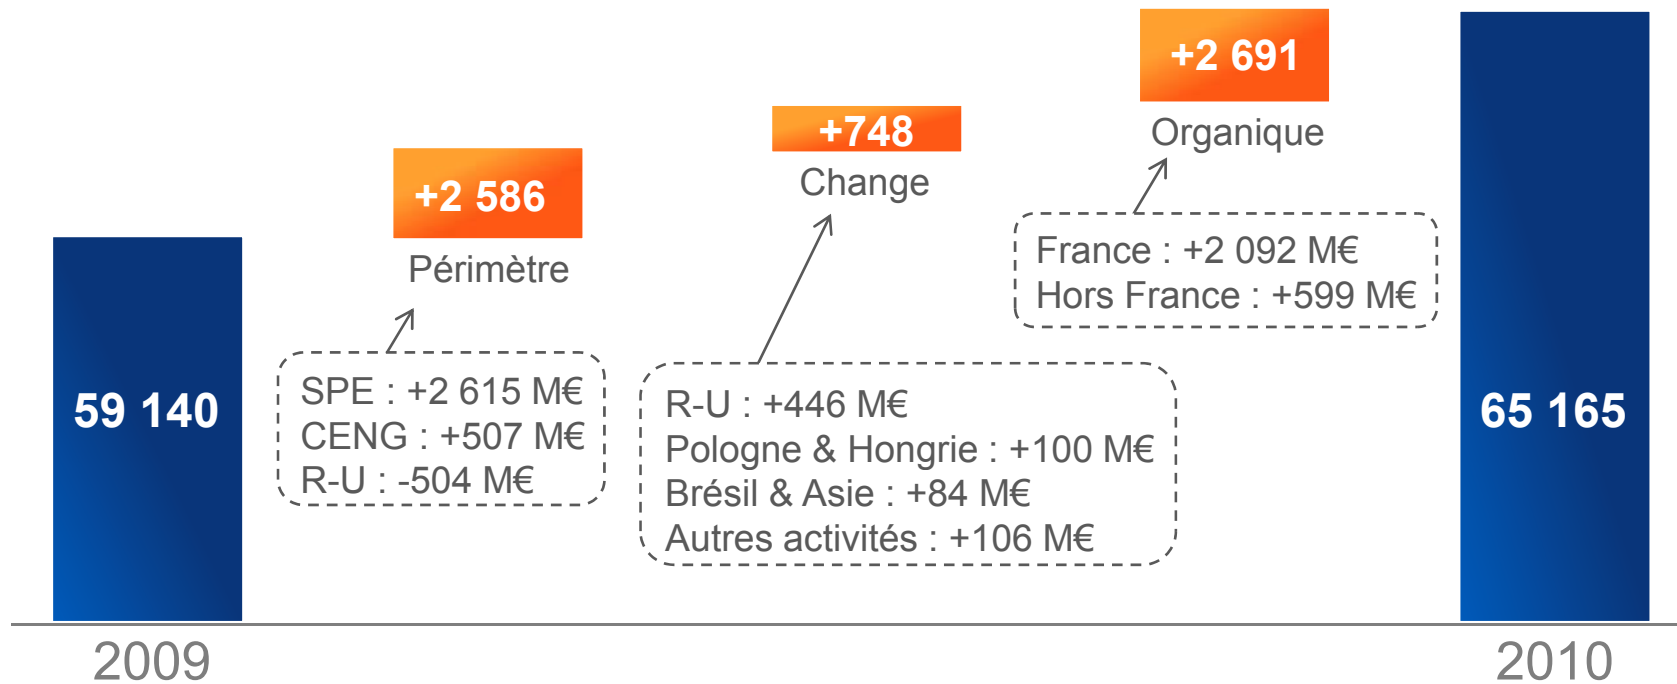 +2 691
Organique
+748
Change
+2 586
Périmètre
France : +2 092 M€
Hors France : +599 M€
59 140
SPE : +2 615 M€
CENG : +507 M€
R-U : -504 M€
R-U : +446 M€
Pologne & Hongrie : +100 M€
Brésil & Asie : +84 M€
Autres activités : +106 M€
65 165
2009
2010